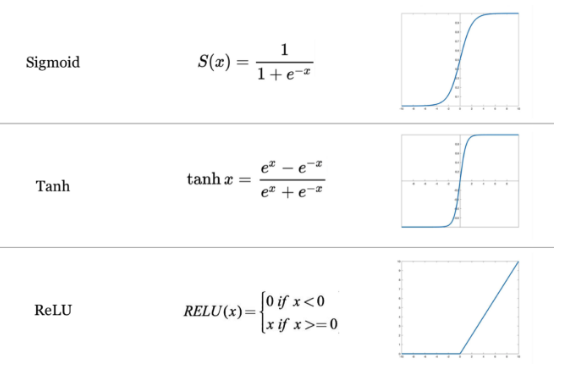 Sigmoid
S(x) = 1 / (1 + e^{-x})
Tanh
tanh x = (e^x − e^{-x}) / (e^x + e^{-x})
ReLU
RELU(x) = {0 if x<0
x if x>=0